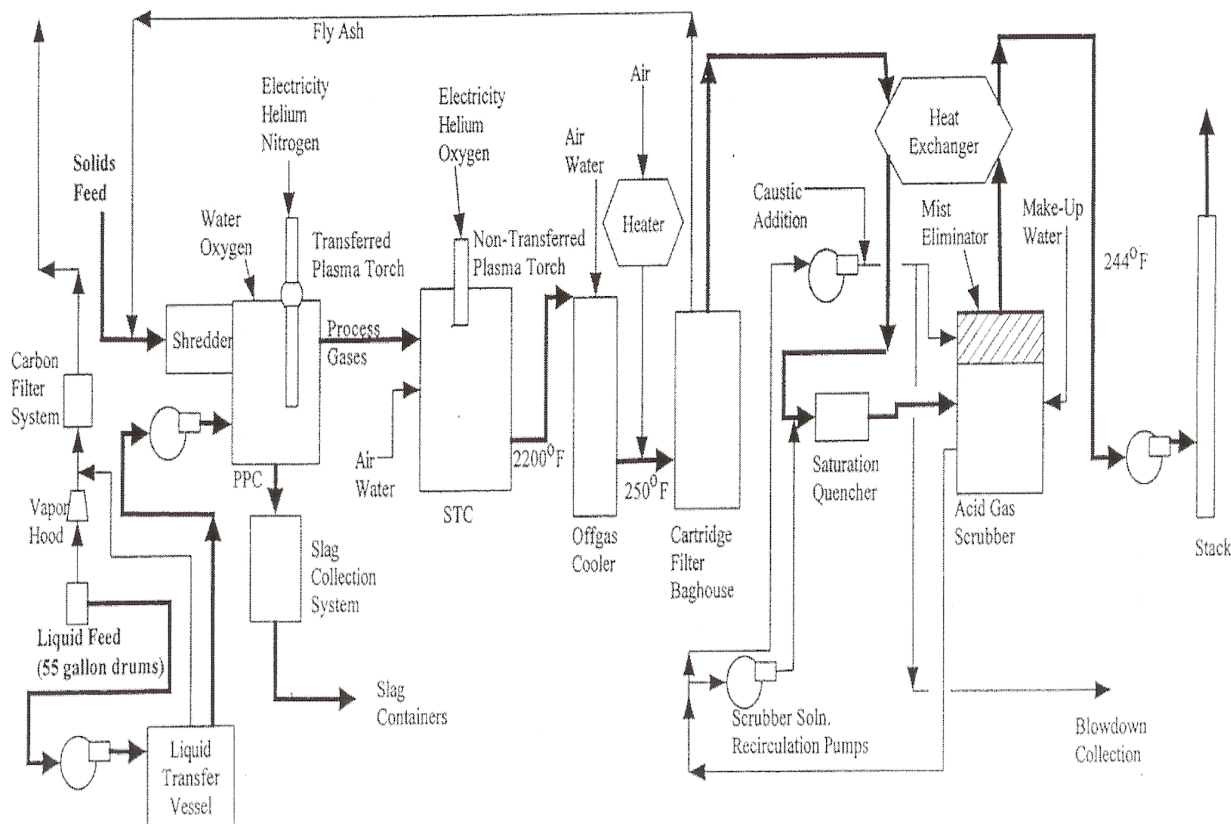 Fly Ash
Electricity
Helium
Nitrogen
Electricity
Helium
Oxygen
Air
Air
Water
Heat
Exchanger
Solids
Feed
Water
Oxygen
Transferred
Plasma Torch
Non-Transferred
Plasma Torch
Heater
Caustic
Addition
Mist
Eliminator
Make-Up
Water
244⁰F
Shredder
Process
Gases
Carbon
Filter
System
Air
Water
2200⁰F
250⁰F
PPC
STC
Saturation
Quencher
Acid Gas
Scrubber
Vapor
Hood
Slag
Collection
System
Offgas
Cooler
Cartridge
Filter
Baghouse
Stack
Liquid Feed
(55 gallon drums)
Slag
Containers
Scrubber Soln.
Recirculation Pumps
Blowdown
Collection
Liquid
Transfer
Vessel